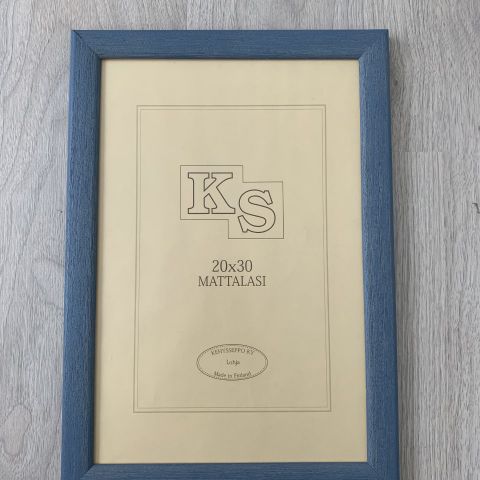 KS
20x30
MATTALASI
KEHYSSEPPO KY
Lohja
Made in Finland